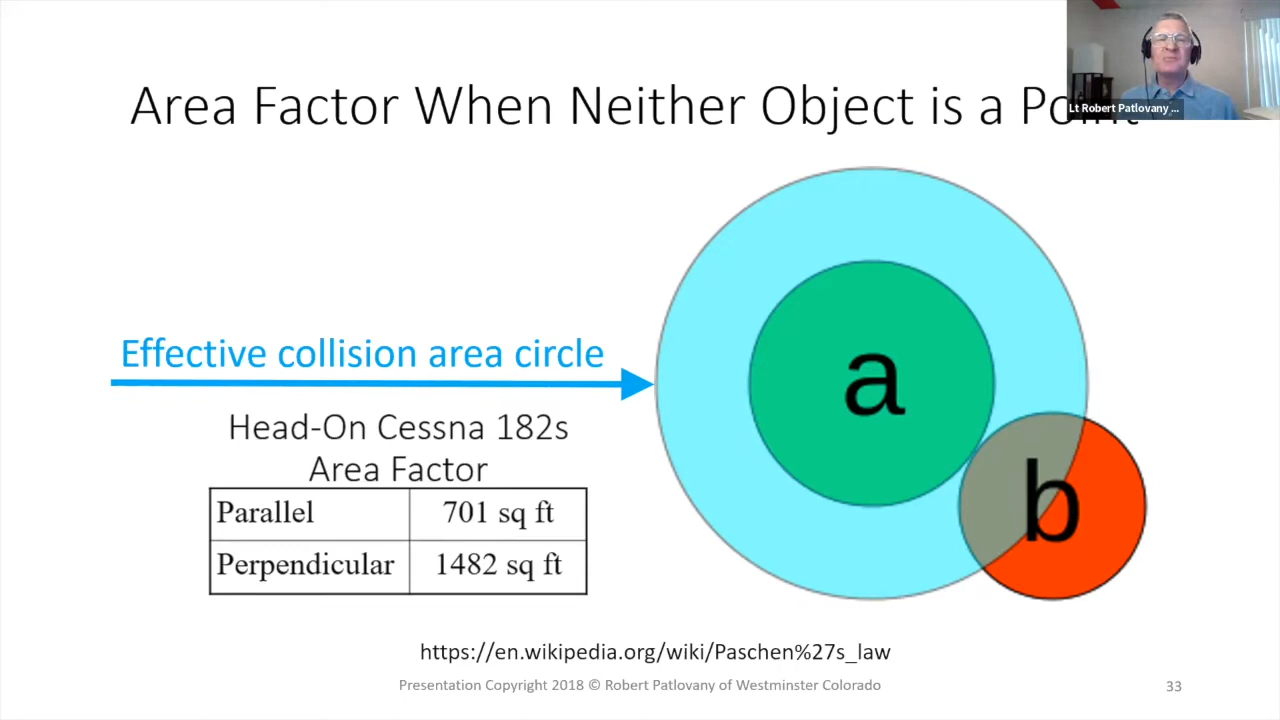 Area Factor When Neither Object is a Point
Lt Robert Patlovany ...
Effective collision area circle
a
Head-On Cessna 182s
Area Factor
Parallel 701 sq ft
b
Perpendicular 1482 sq ft
https://en.wikipedia.org/wiki/Paschen%27s_law
Presentation Copyright 2018 © Robert Patlovany of Westminster Colorado
33